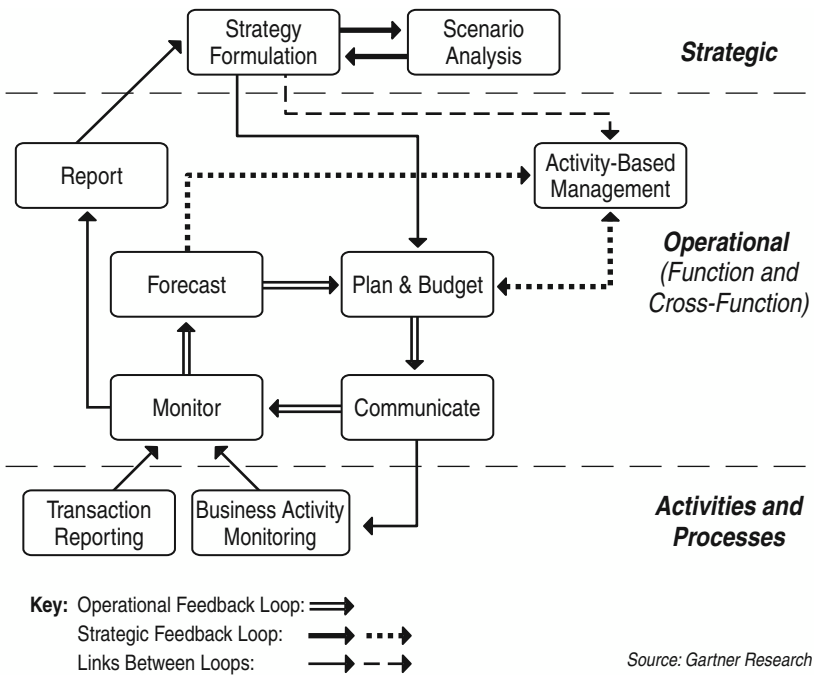 Strategy
Formulation
Scenario
Analysis
Strategic
Report
Activity-Based
Management
Operational
(Function and
Cross-Function)
Forecast
Plan & Budget
Monitor
Communicate
Transaction
Reporting
Business Activity
Monitoring
Activities and
Processes
Key: Operational Feedback Loop:
Strategic Feedback Loop:
Links Between Loops:
Source: Gartner Research